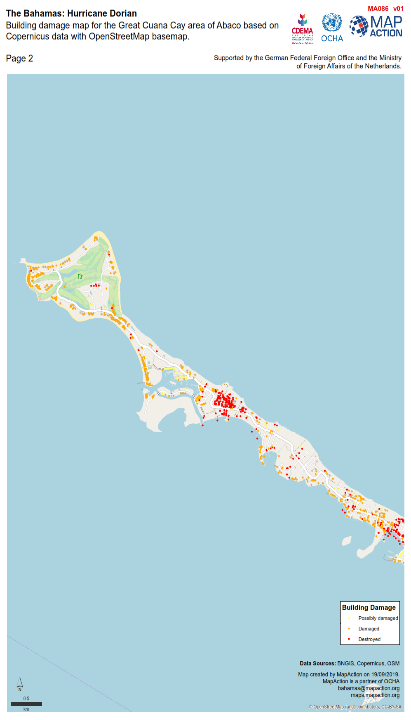 The Bahamas: Hurricane Dorian
Building damage map for the Great Cuana Cay area of Abaco based on
Copernicus data with OpenStreetMap basemap.
MA086 v01
CDEMA
OCHA
MAP
ACTION
Page 2
Supported by the German Federal Foreign Office and the Ministry
of Foreign Affairs of the Netherlands.
Building Damage
Possibly damaged
Damaged
Destroyed
Data Sources: BNGIS, Copernicus, OSM
Map created by MapAction on 19/09/2019.
MapAction is a partner of OCHA
bahamas@mapaction.org
maps.mapaction.org
N
km